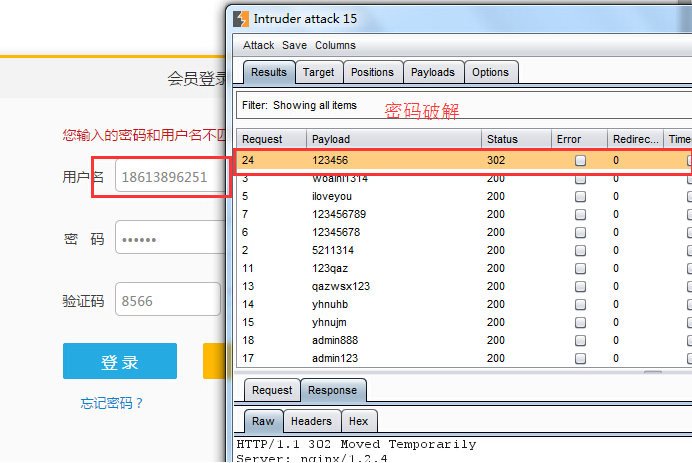 Intruder attack 15
Attack Save Columns
Results Target Positions Payloads Options
Filter: Showing all items
密码破解
Request Payload Status Error Redirec... Time
24 123456 302 0
3 woaini1314 200 0
5 iloveyou 200 0
7 123456789 200 0
6 12345678 200 0
2 5211314 200 0
11 123qaz 200 0
13 qazwsx123 200 0
14 yhnuhb 200 0
15 yhnujm 200 0
18 admin888 200 0
17 admin123 200 0
Request Response
Raw Headers Hex
HTTP/1.1 302 Moved Temporarily
Server: nginx/1.2.4
会员登录
您输入的密码和用户名不匹
用户名 18613896251
密 码 ••••••
验证码 8566
登录
忘记密码？